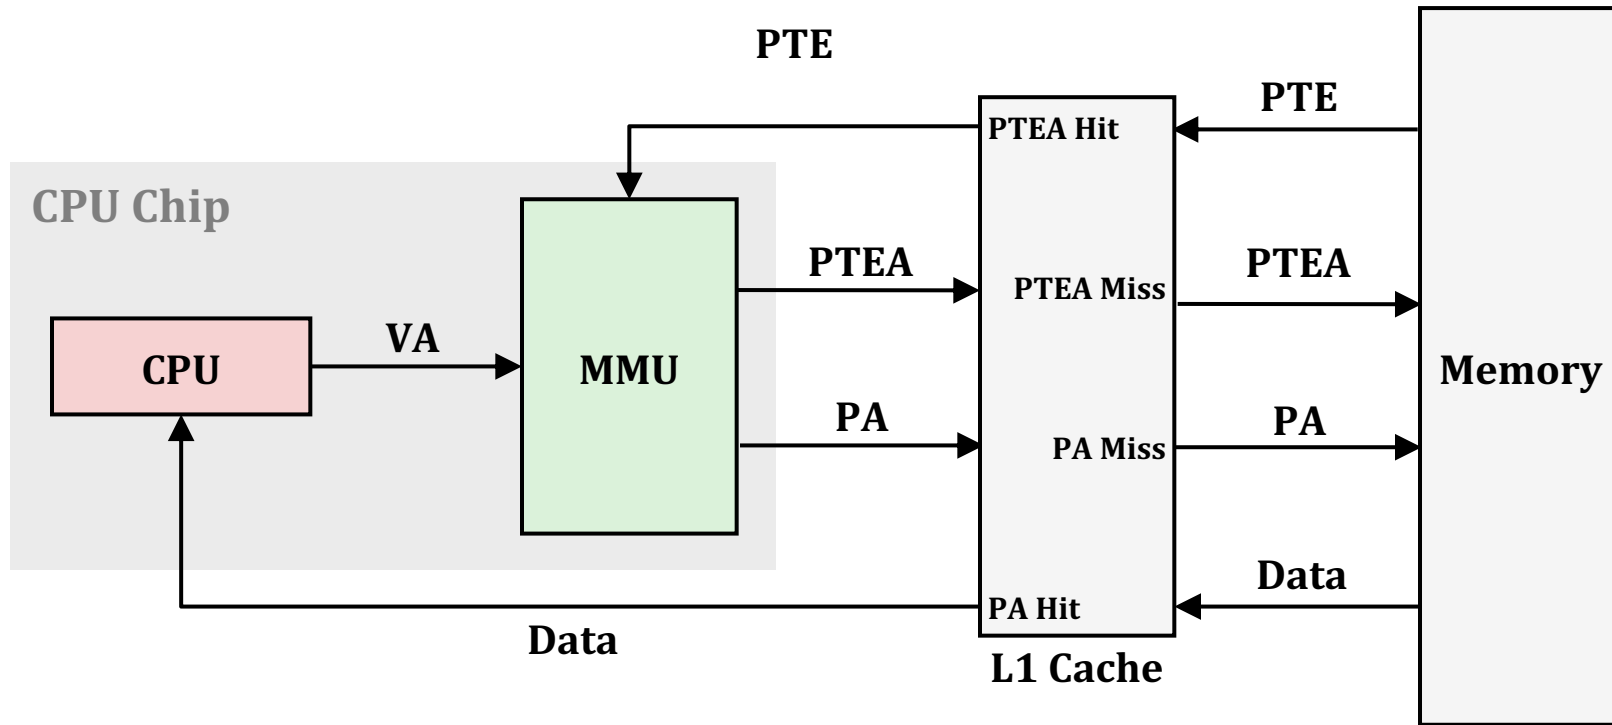 PTE
PTE
PTEA Hit
CPU Chip
PTEA
PTEA
PTEA Miss
VA
CPU
MMU
Memory
PA
PA
PA Miss
Data
PA Hit
Data
L1 Cache